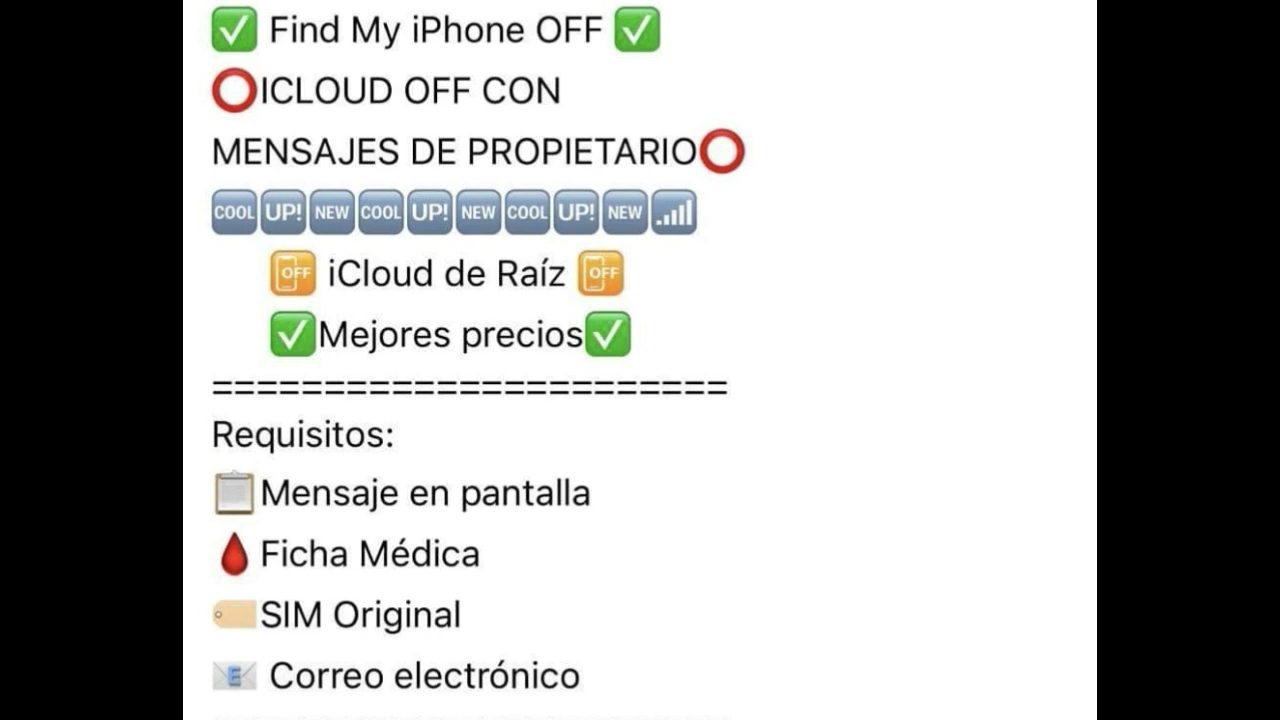 ✅ Find My iPhone OFF ✅
⭕ICLOUD OFF CON
MENSAJES DE PROPIETARIO⭕
🆒🆙🆕🆒🆙🆕🆒🆙🆕📶
📴 iCloud de Raíz 📴
✅Mejores precios✅
=======================
Requisitos:
📋Mensaje en pantalla
🩸Ficha Médica
🏷️SIM Original
📧 Correo electrónico